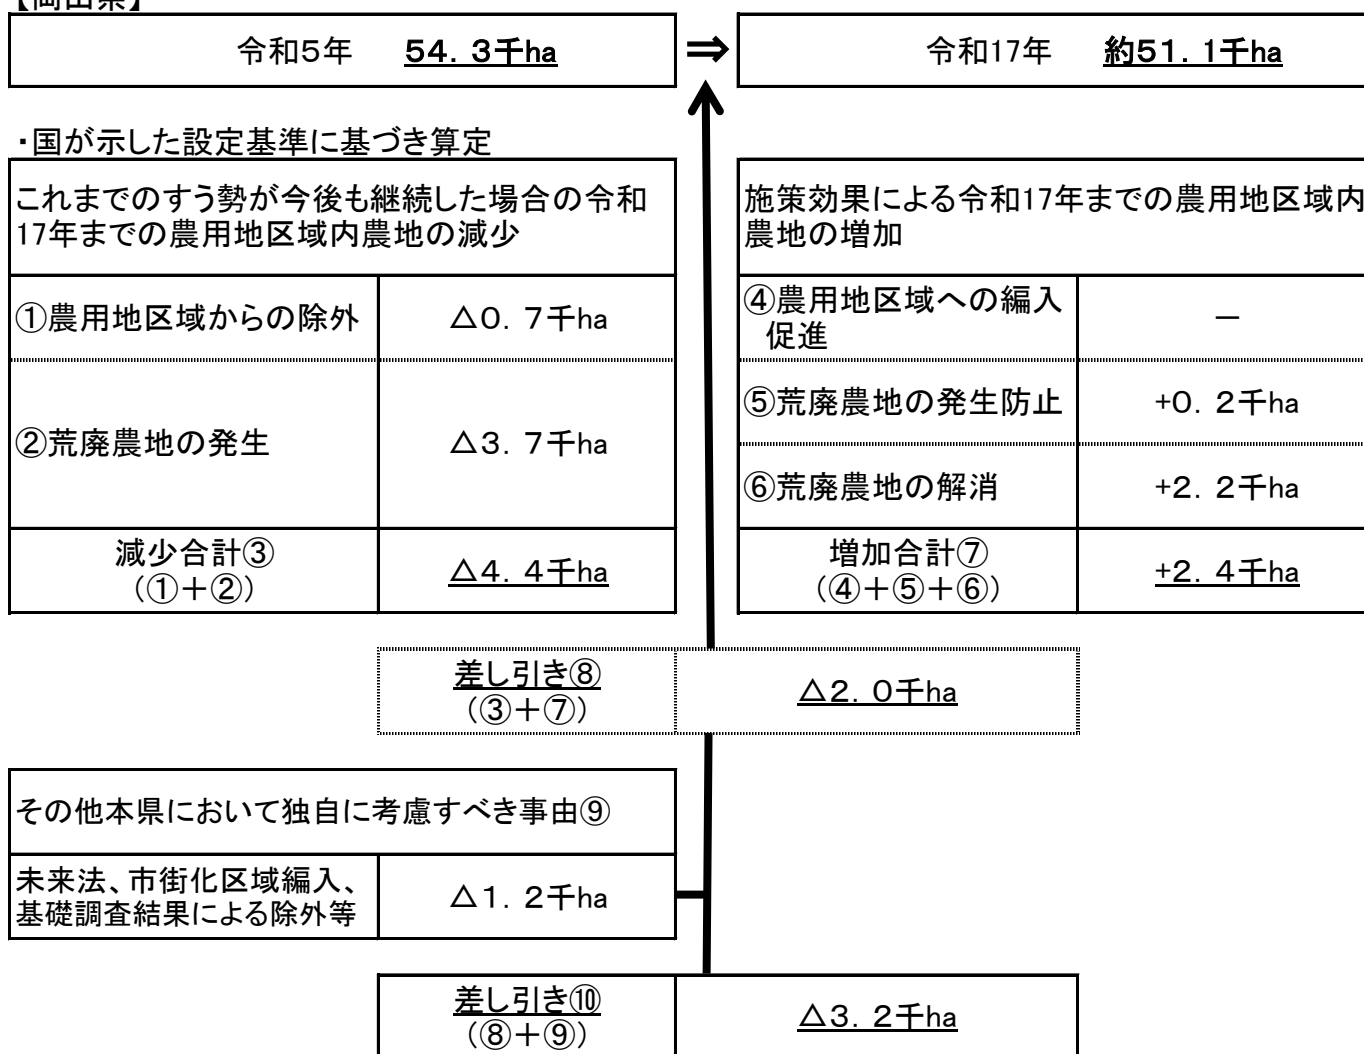 令和5年 54．3千ha ⇒ 令和17年 約51．1千ha
・国が示した設定基準に基づき算定
これまでのすう勢が今後も継続した場合の令和
17年までの農用地区域内農地の減少
①農用地区域からの除外 △0．7千ha
②荒廃農地の発生 △3．7千ha
減少合計③
（①＋②）
△4．4千ha
施策効果による令和17年までの農用地区域内
農地の増加
④農用地区域への編入
促進
－
⑤荒廃農地の発生防止 +0．2千ha
⑥荒廃農地の解消 +2．2千ha
増加合計⑦
（④＋⑤＋⑥）
+2．4千ha
差し引き⑧
（③＋⑦）
△2．0千ha
その他本県において独自に考慮すべき事由⑨
未来法、市街化区域編入、
基礎調査結果による除外等
△1．2千ha
差し引き⑩
（⑧＋⑨）
△3．2千ha